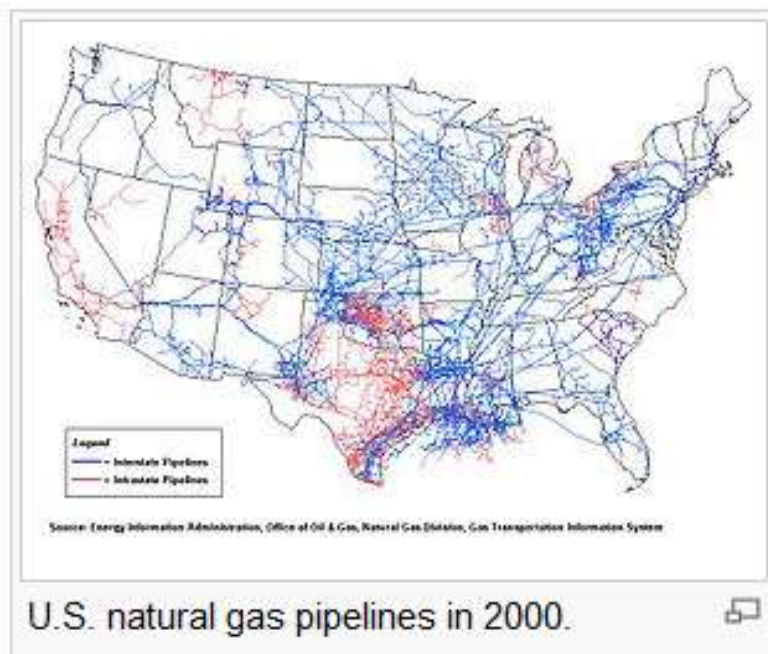 Legend
= Interstate Pipelines
= Intrastate Pipelines
Source: Energy Information Administration, Office of Oil & Gas, Natural Gas Division, Gas Transportation Information System
U.S. natural gas pipelines in 2000.